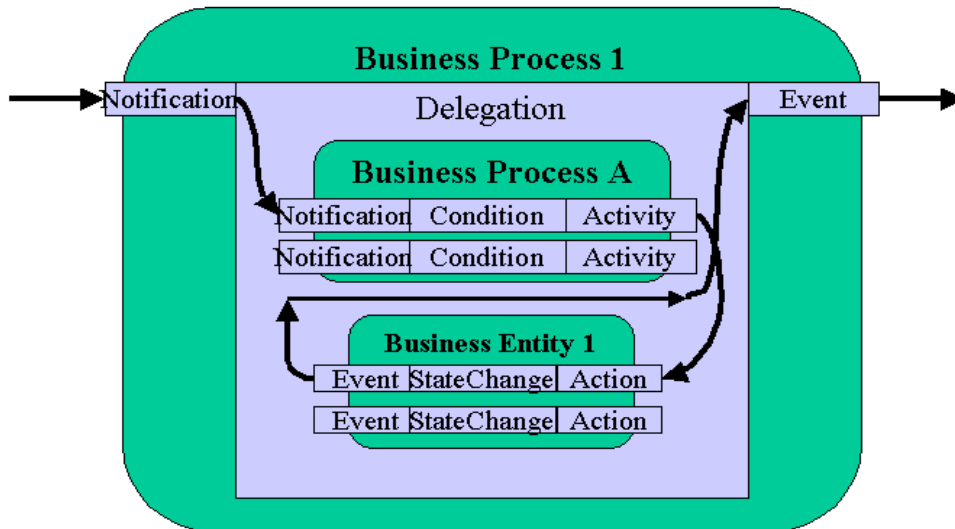 Business Process 1
Notification Delegation Event
Business Process A
Notification Condition Activity
Notification Condition Activity
Business Entity 1
Event StateChange Action
Event StateChange Action